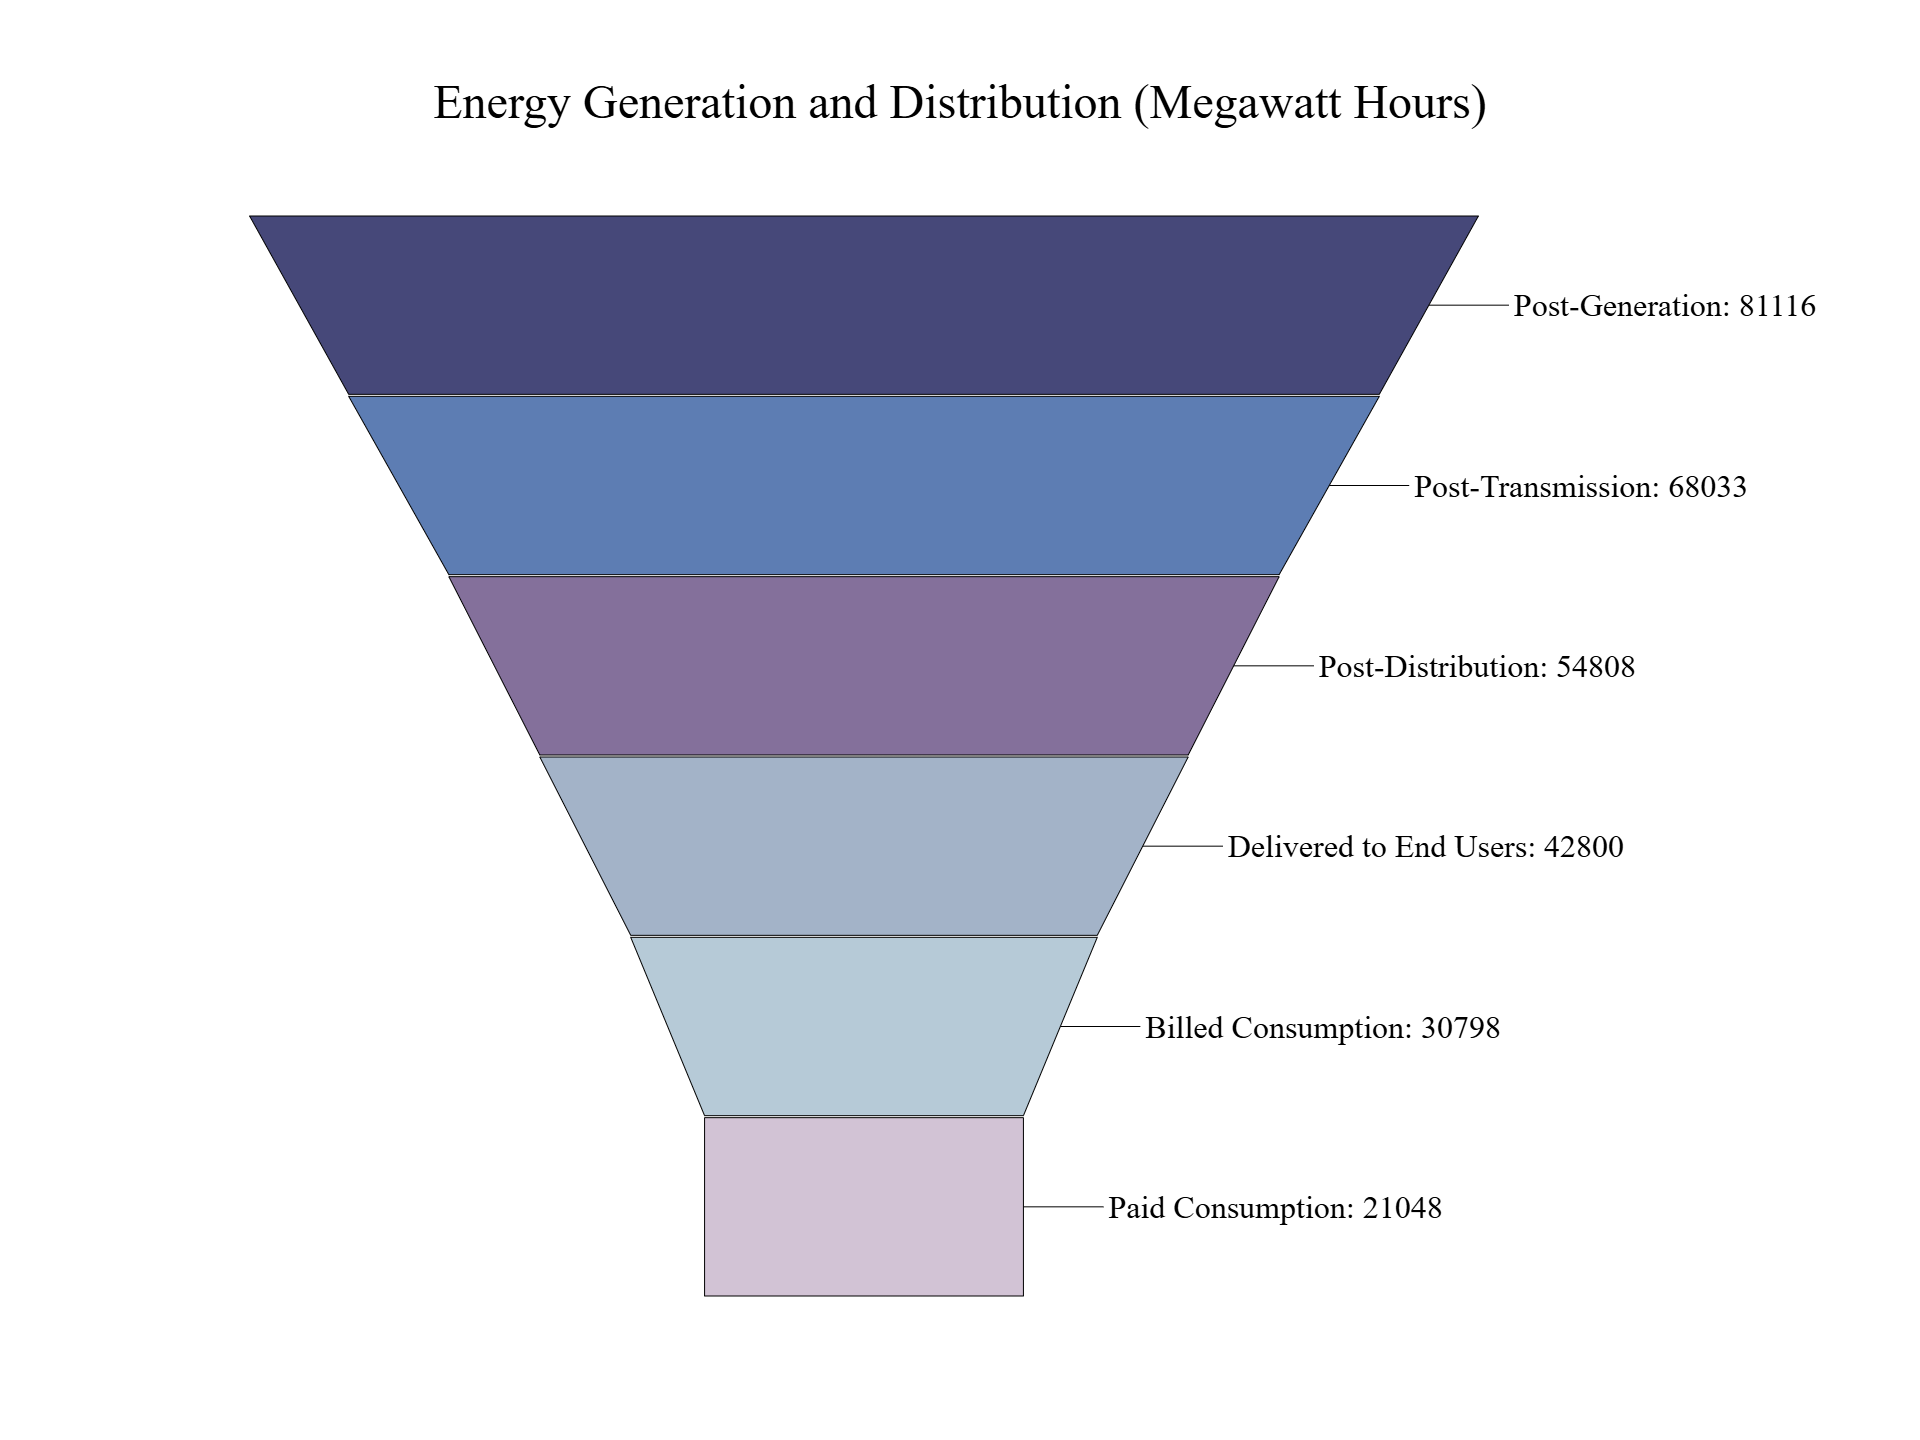 Energy Generation and Distribution (Megawatt Hours)
Post-Generation: 81116
Post-Transmission: 68033
Post-Distribution: 54808
Delivered to End Users: 42800
Billed Consumption: 30798
Paid Consumption: 21048